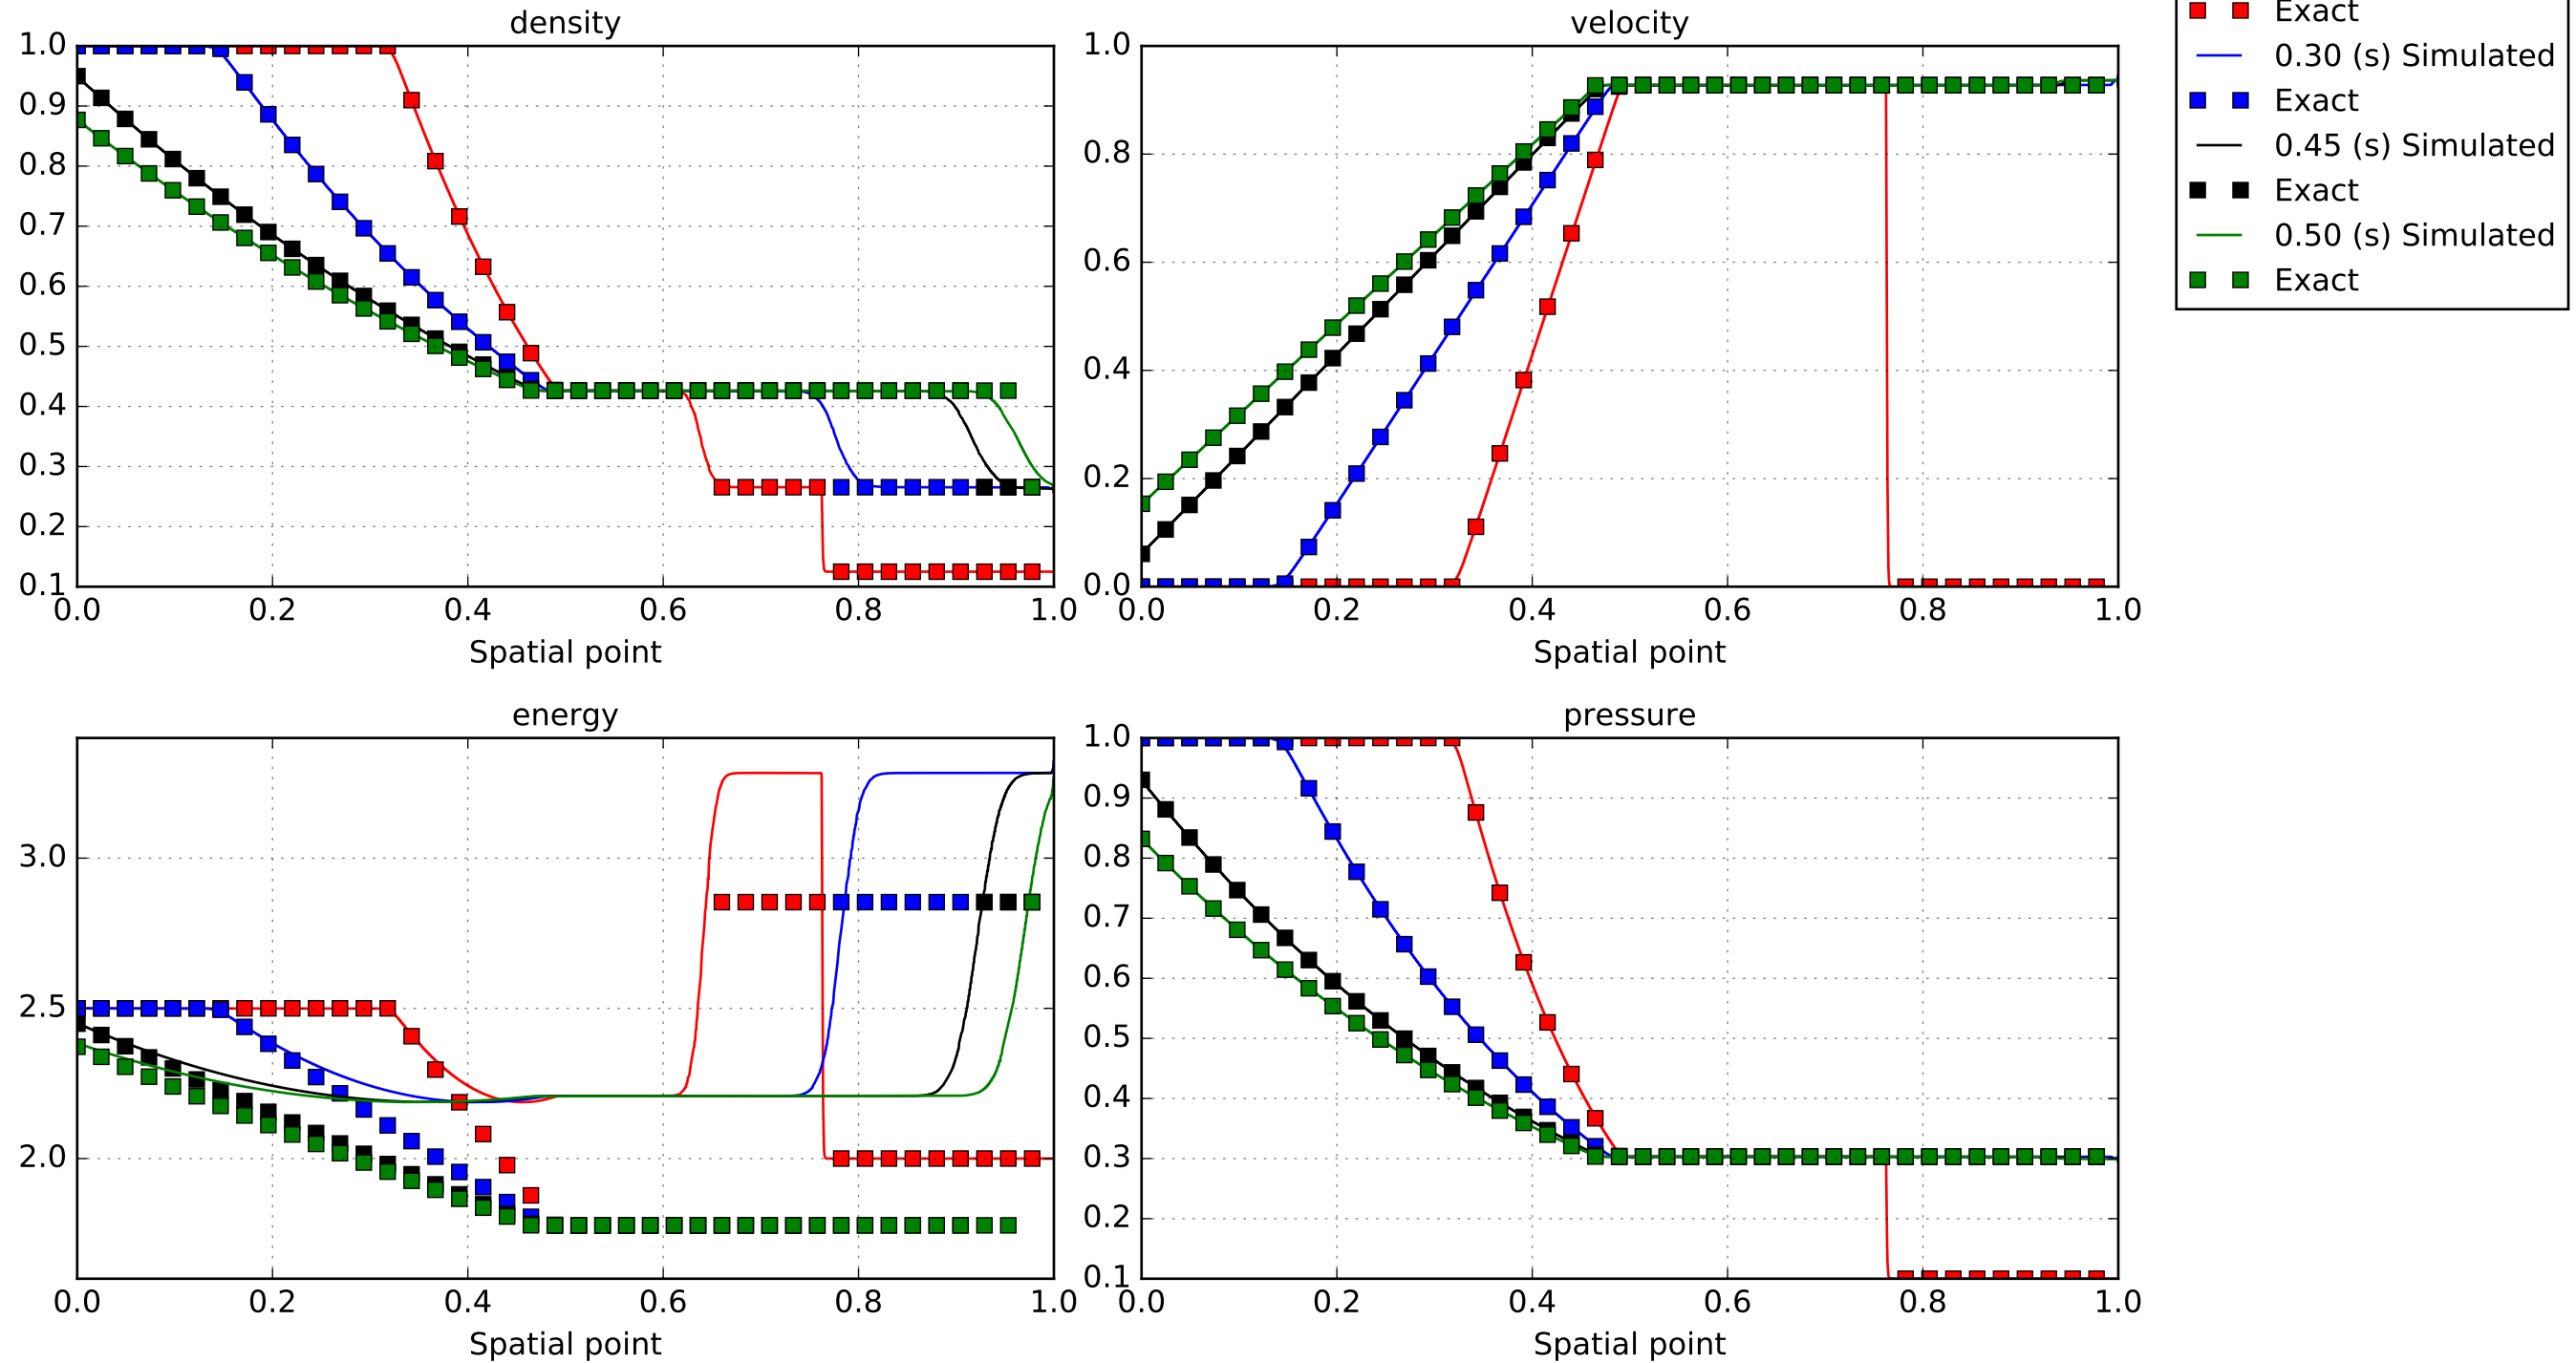 density
1.0
0.9
0.8
0.7
0.6
0.5
0.4
0.3
0.2
0.1
0.0 0.2 0.4 0.6 0.8 1.0
Spatial point
velocity
1.0
0.8
0.6
0.4
0.2
0.0
0.0 0.2 0.4 0.6 0.8 1.0
Spatial point
Exact
0.30 (s) Simulated
Exact
0.45 (s) Simulated
Exact
0.50 (s) Simulated
Exact
energy
3.0
2.5
2.0
0.0 0.2 0.4 0.6 0.8 1.0
Spatial point
pressure
1.0
0.9
0.8
0.7
0.6
0.5
0.4
0.3
0.2
0.1
0.0 0.2 0.4 0.6 0.8 1.0
Spatial point